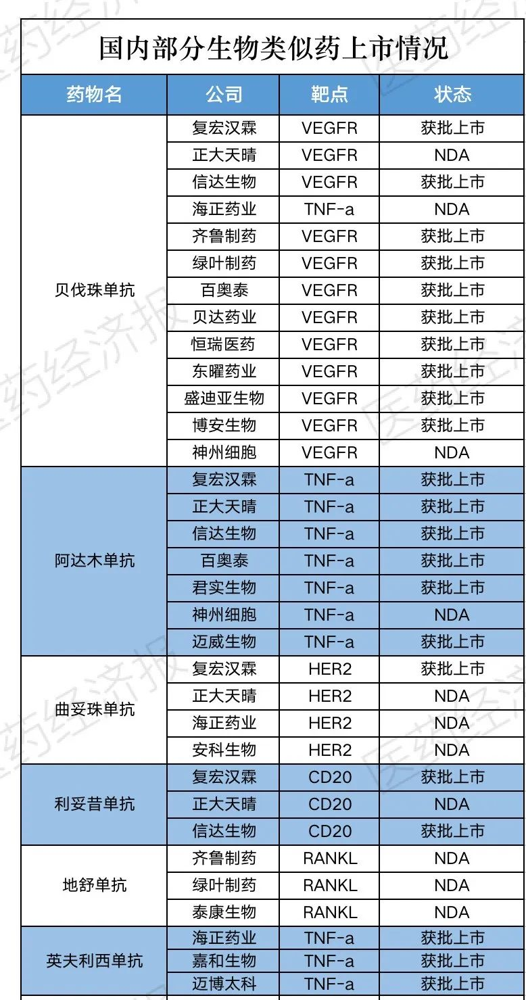 国内部分生物类似药上市情况
药物名 公司 靶点 状态
复宏汉霖 VEGFR 获批上市
正大天晴 VEGFR NDA
信达生物 VEGFR 获批上市
海正药业 TNF-a NDA
齐鲁制药 VEGFR 获批上市
绿叶制药 VEGFR 获批上市
贝伐珠单抗 百奥泰 VEGFR 获批上市
贝达药业 VEGFR 获批上市
恒瑞医药 VEGFR 获批上市
东曜药业 VEGFR 获批上市
盛迪亚生物 VEGFR 获批上市
博安生物 VEGFR 获批上市
神州细胞 VEGFR NDA
复宏汉霖 TNF-a 获批上市
正大天晴 TNF-a 获批上市
信达生物 TNF-a 获批上市
阿达木单抗 百奥泰 TNF-a 获批上市
君实生物 TNF-a 获批上市
神州细胞 TNF-a NDA
迈威生物 TNF-a 获批上市
复宏汉霖 HER2 获批上市
曲妥珠单抗 正大天晴 HER2 NDA
海正药业 HER2 NDA
安科生物 HER2 NDA
复宏汉霖 CD20 获批上市
利妥昔单抗 正大天晴 CD20 NDA
信达生物 CD20 获批上市
齐鲁制药 RANKL NDA
地舒单抗 绿叶制药 RANKL NDA
泰康生物 RANKL NDA
海正药业 TNF-a 获批上市
英夫利西单抗 嘉和生物 TNF-a 获批上市
迈博太科 TNF-a 获批上市
医药经济报